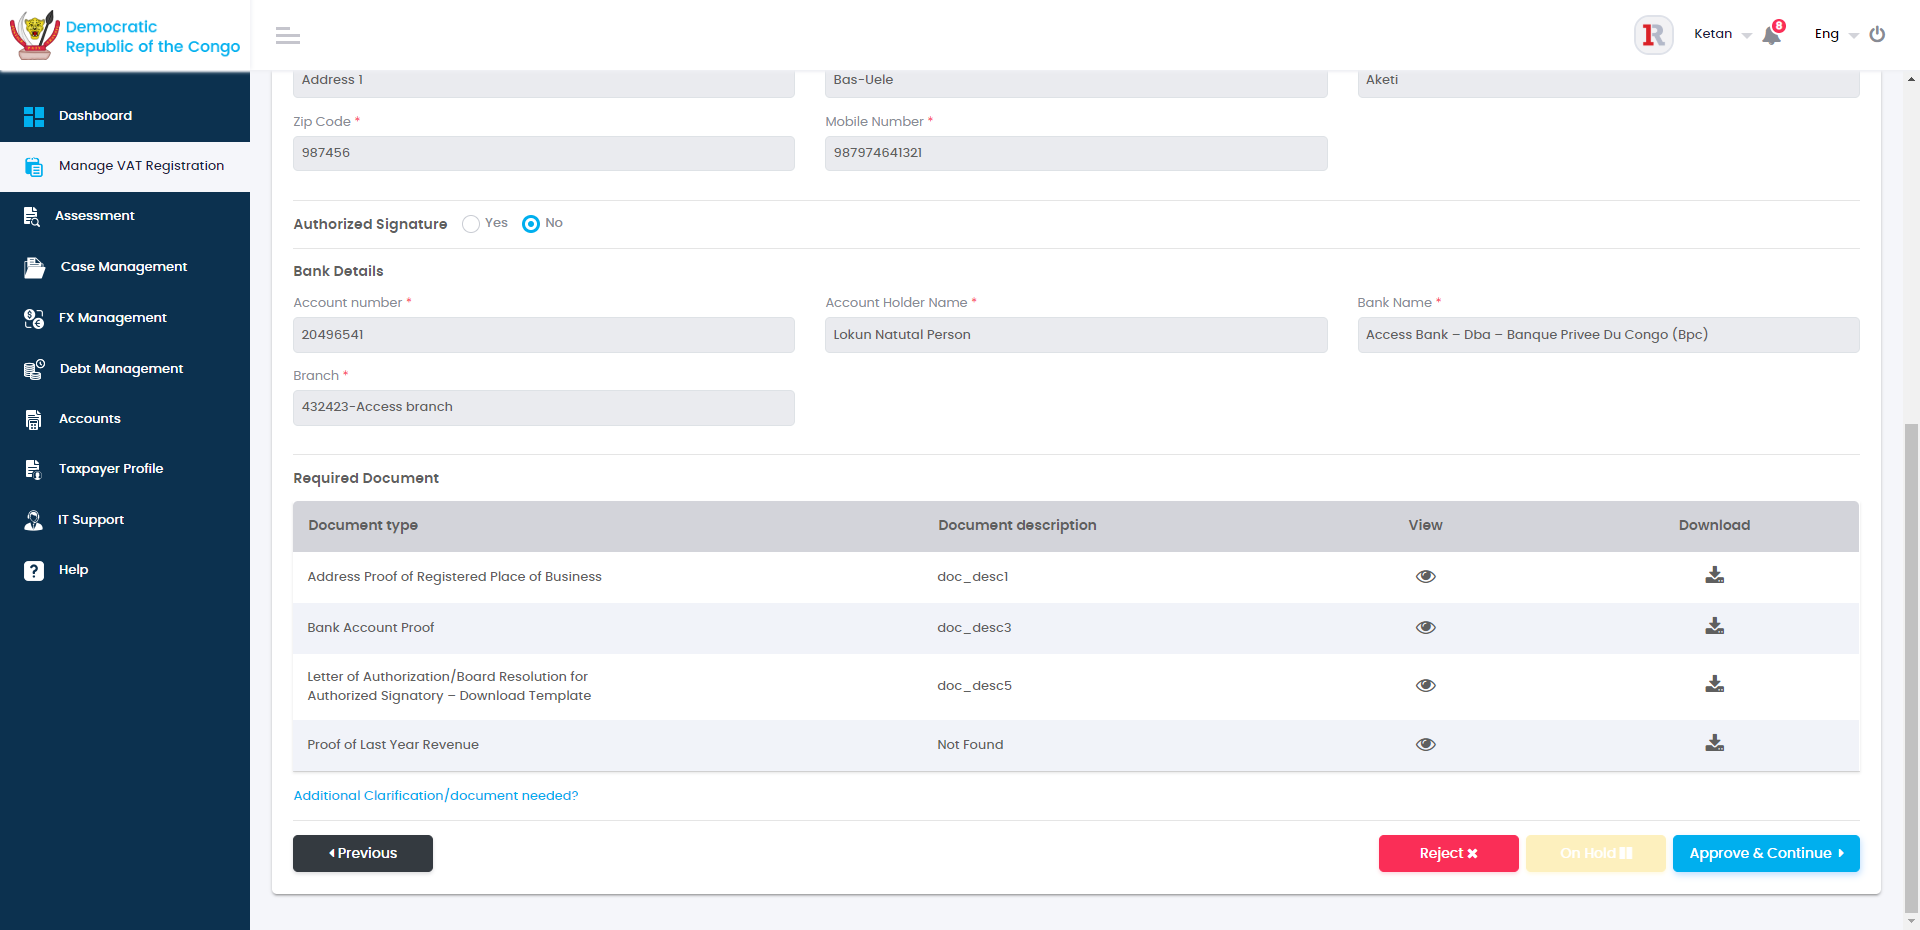 Democratic
Republic of the Congo
1R
Ketan
8
Eng
Dashboard
Manage VAT Registration
Assessment
Case Management
FX Management
Debt Management
Accounts
Taxpayer Profile
IT Support
Help
Address 1
Bas-Uele
Aketi
Zip Code *
Mobile Number *
987456
987974641321
Authorized Signature
Yes
No
Bank Details
Account number *
Account Holder Name *
Bank Name *
20496541
Lokun Natutal Person
Access Bank – Dba – Banque Privee Du Congo (Bpc)
Branch *
432423-Access branch
Required Document
Document type
Document description
View
Download
Address Proof of Registered Place of Business
doc_desc1
Bank Account Proof
doc_desc3
Letter of Authorization/Board Resolution for
Authorized Signatory – Download Template
doc_desc5
Proof of Last Year Revenue
Not Found
Additional Clarification/document needed?
Previous
Reject
On Hold
Approve & Continue